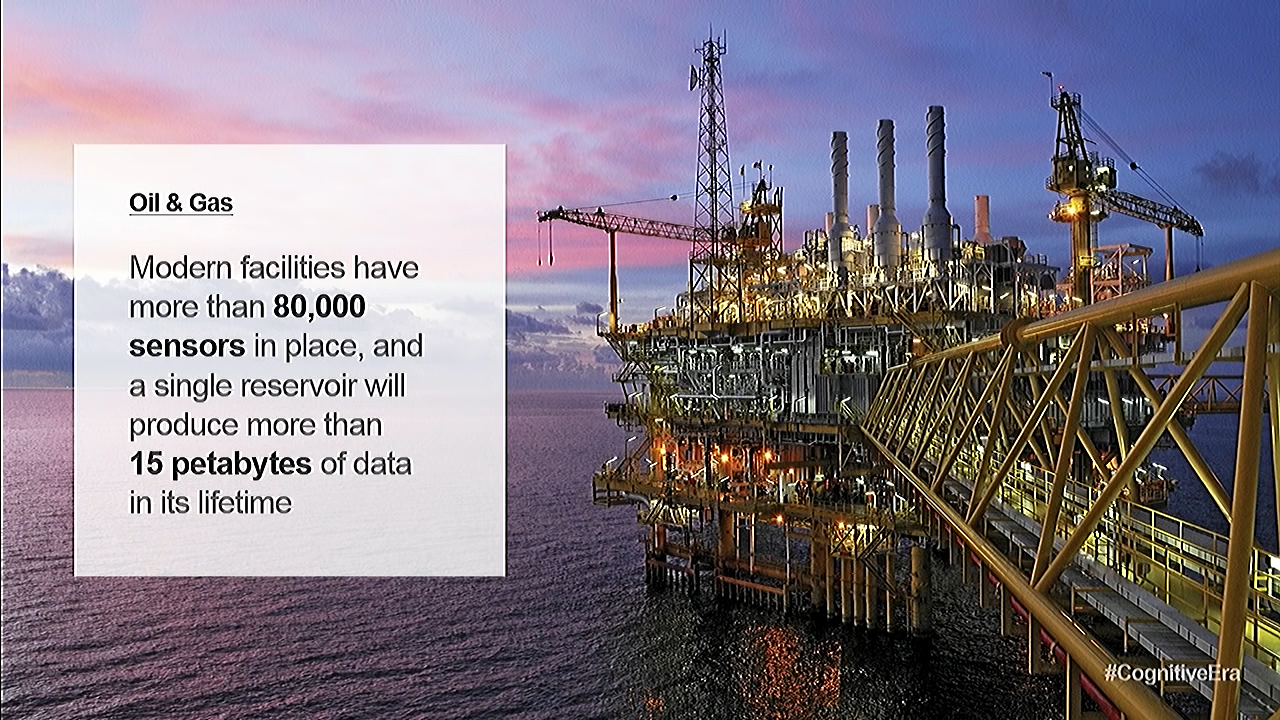 Oil & Gas
Modern facilities have
more than 80,000
sensors in place, and
a single reservoir will
produce more than
15 petabytes of data
in its lifetime
#CognitiveEra